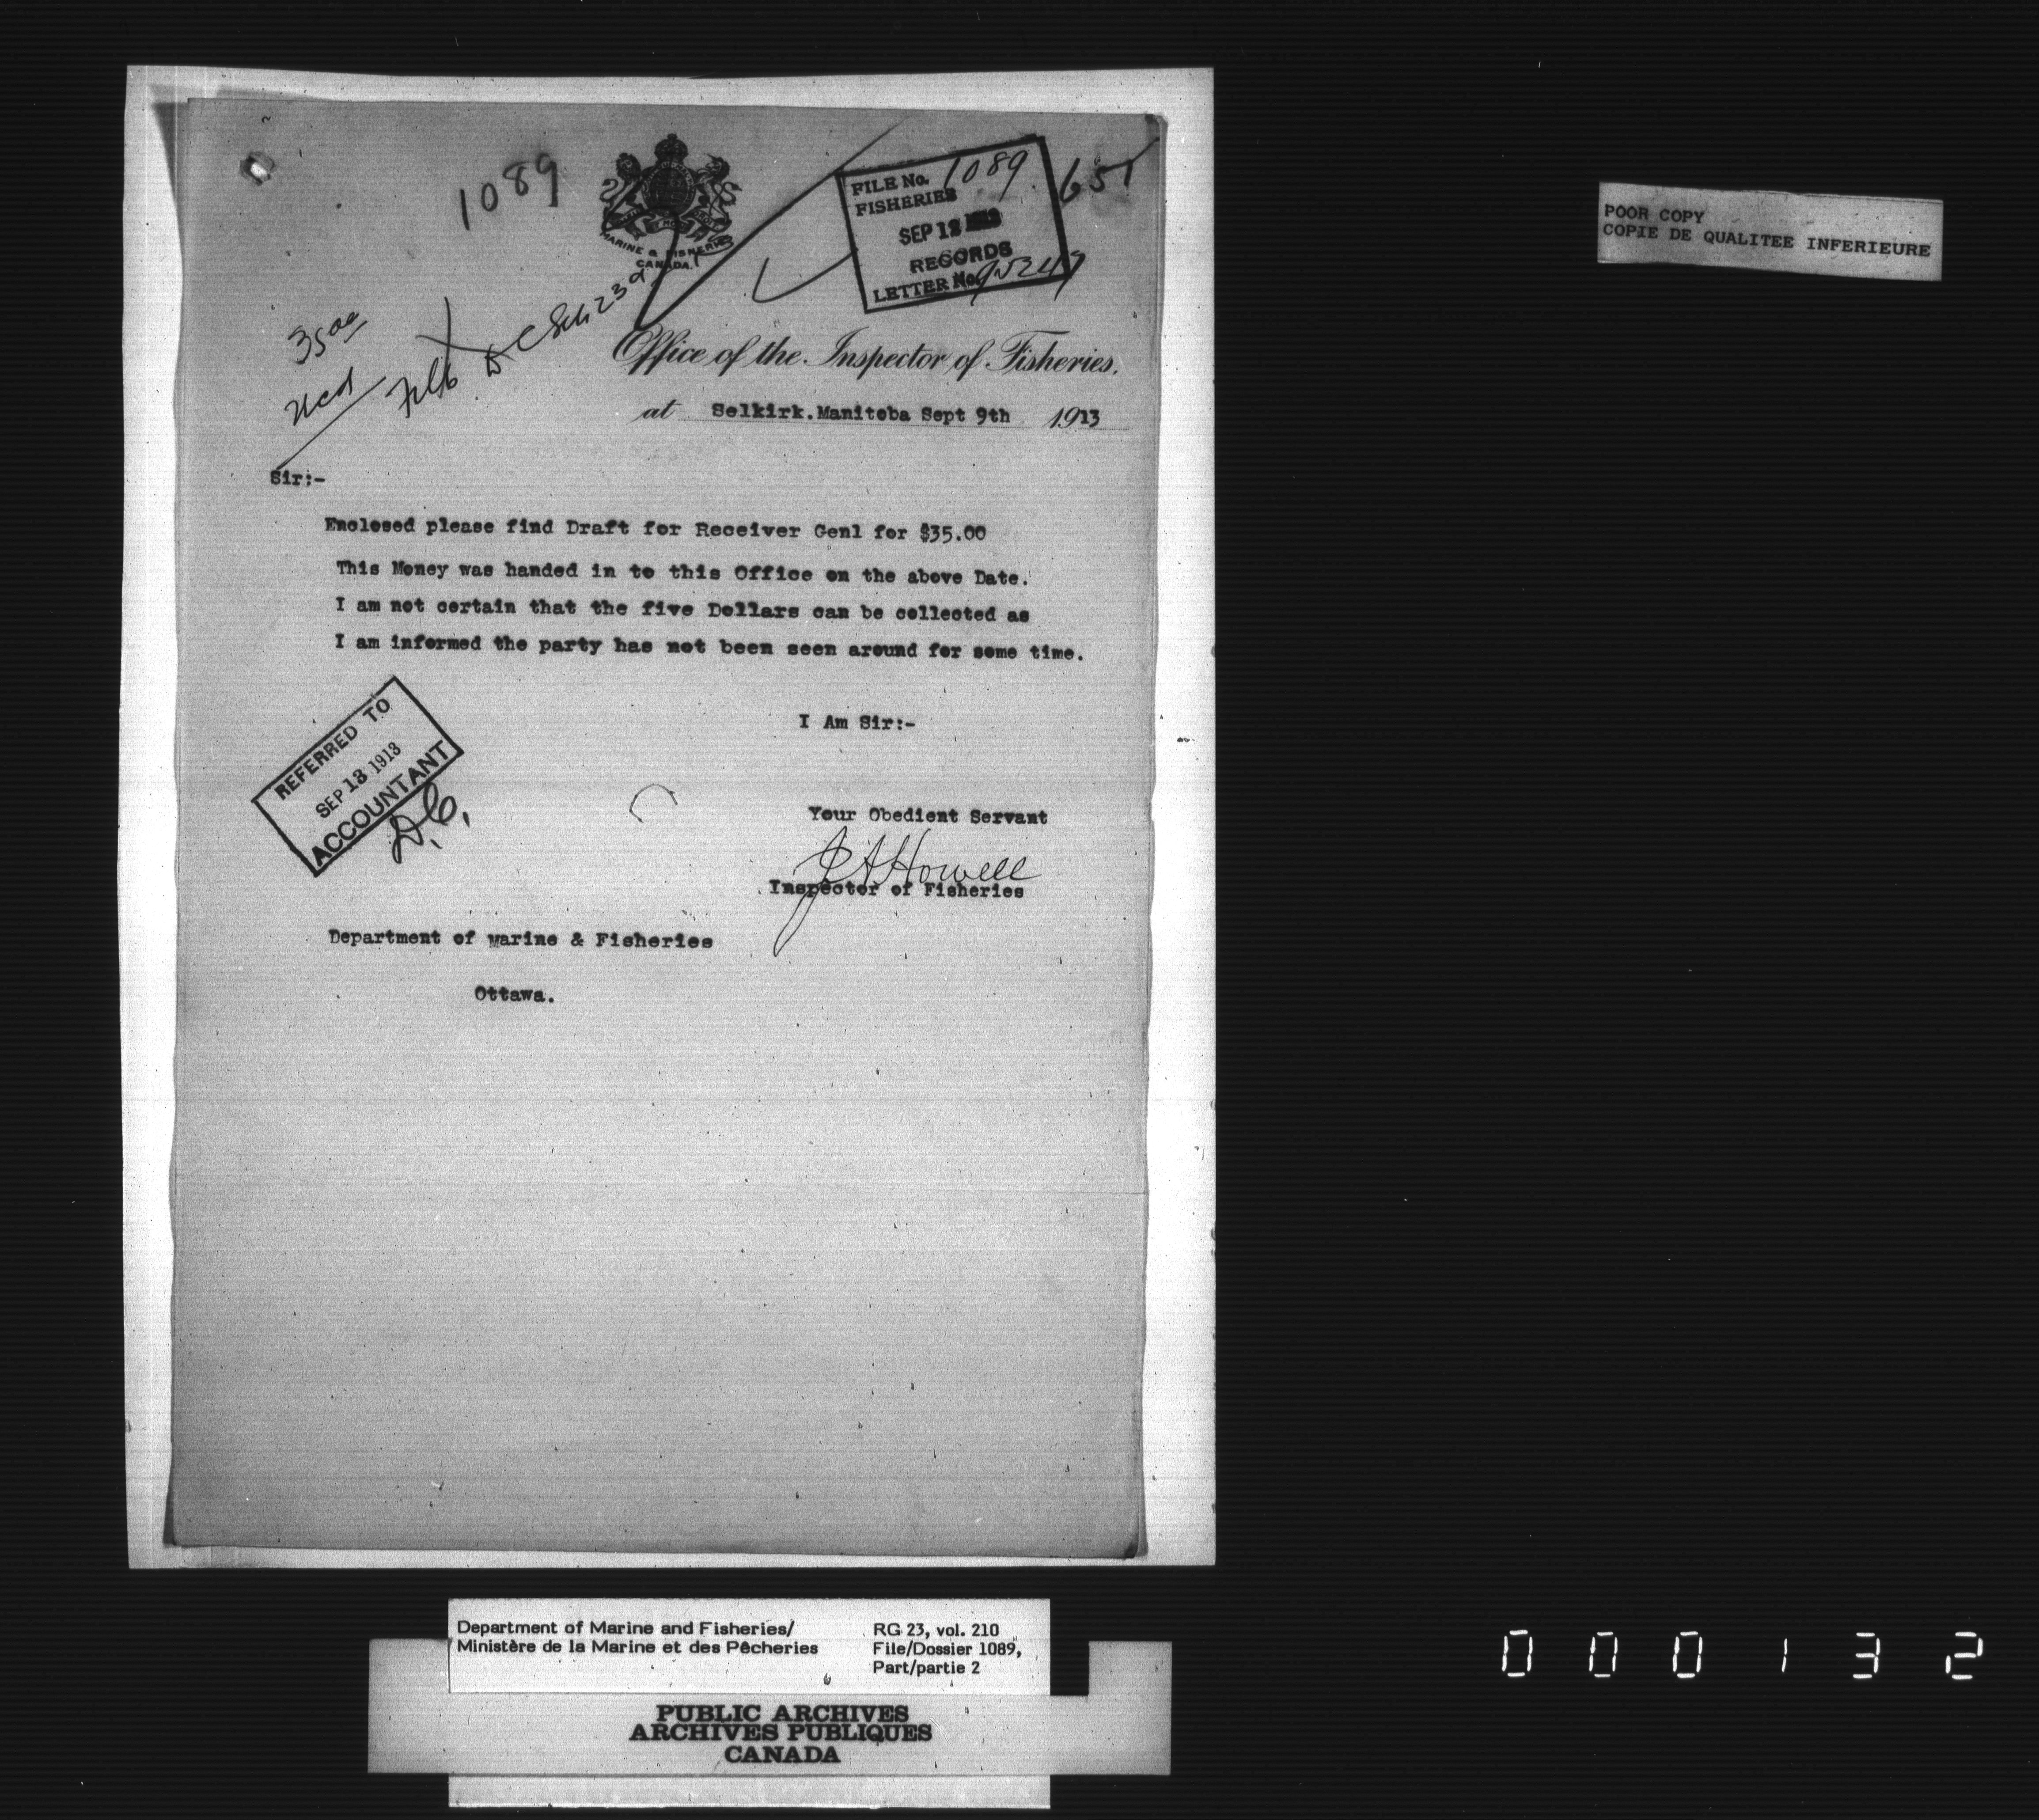 1089
MARINE & FISHERIES
CANADA.
FILE No. 1089
FISHERIES
SEP 12 1913
RECORDS
LETTER No.
651
POOR COPY
COPIE DE QUALITEE INFERIEURE
35 00
Office of the Inspector of Fisheries.
at Selkirk.Manitoba Sept 9th 1913
Sir:-
Enclosed please find Draft for Receiver Genl for $35.00
This Money was handed in to this Office on the above Date.
I am not certain that the five Dollars can be collected as
I am informed the party has not been seen around for some time.
I Am Sir:-
REFERRED TO
SEP 13 1913
ACCOUNTANT
D.C.
Your Obedient Servant
J A Howell
Inspector of Fisheries
Department of Marine & Fisheries
Ottawa.
Department of Marine and Fisheries/
Ministère de la Marine et des Pêcheries
RG 23, vol. 210
File/Dossier 1089,
Part/partie 2
PUBLIC ARCHIVES
ARCHIVES PUBLIQUES
CANADA
000132